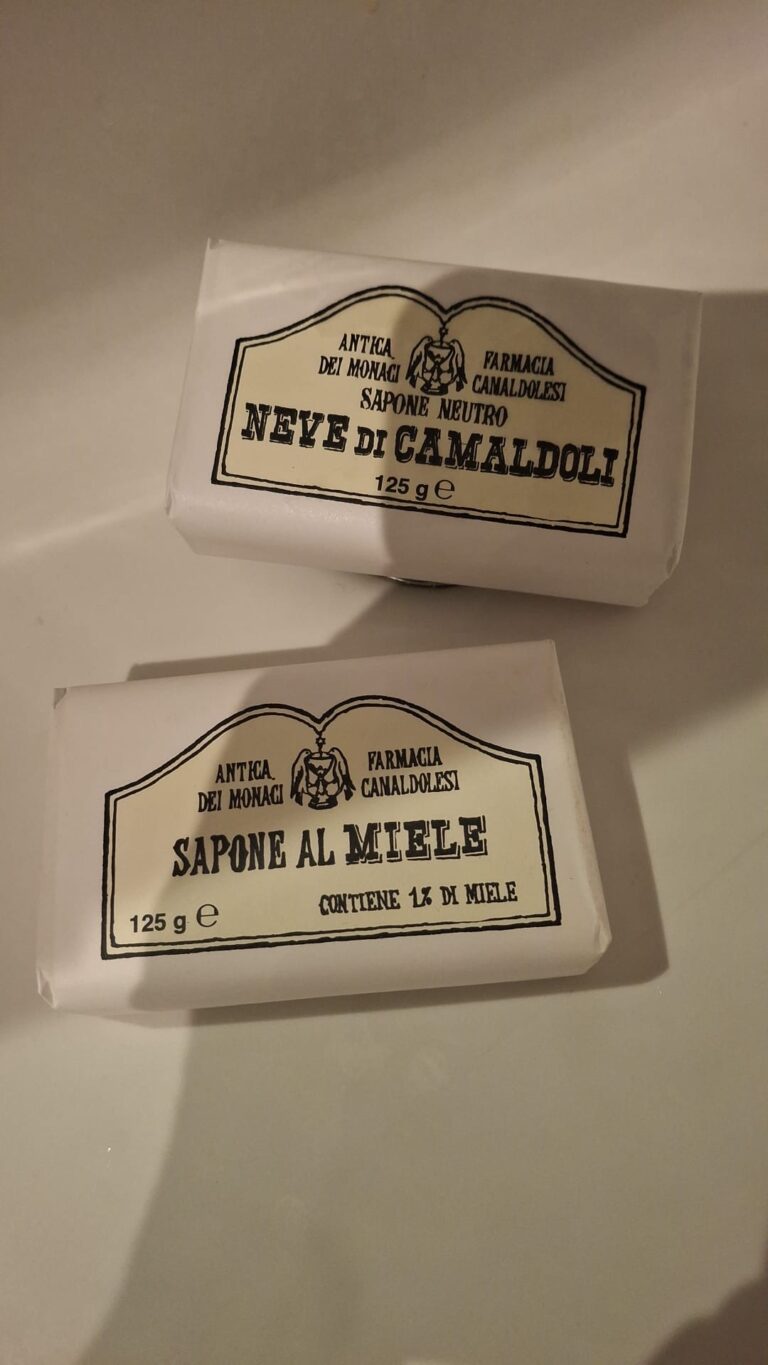 ANTICA FARMACIA
DEI MONACI CAMALDOLESI
SAPONE NEUTRO
NEVE DI CAMALDOLI
125 g ℮
ANTICA FARMACIA
DEI MONACI CAMALDOLESI
SAPONE AL MIELE
CONTIENE 1% DI MIELE
125 g ℮